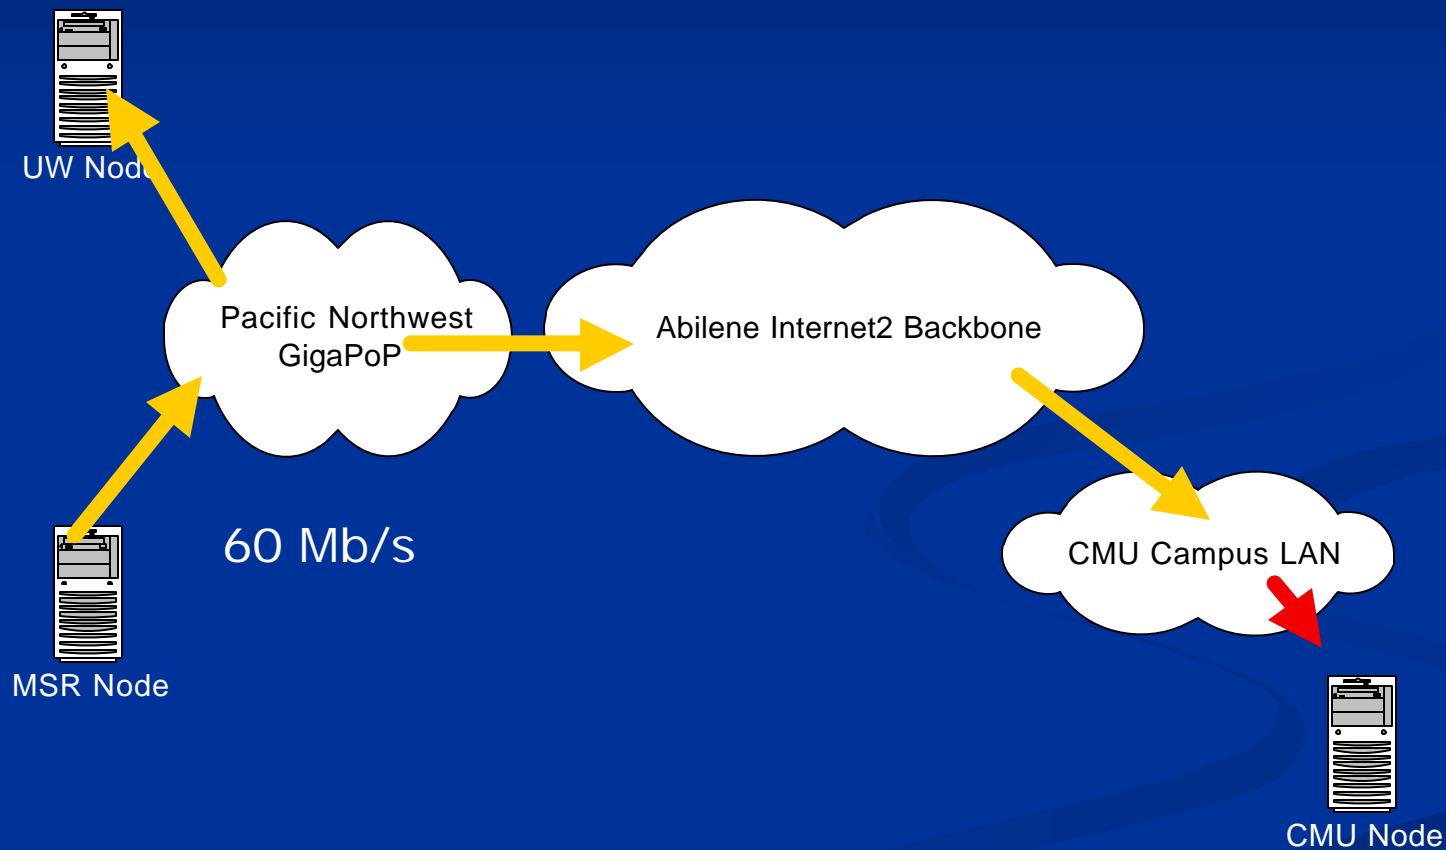 UW Node
Pacific Northwest
GigaPoP
Abilene Internet2 Backbone
60 Mb/s
CMU Campus LAN
MSR Node
CMU Node